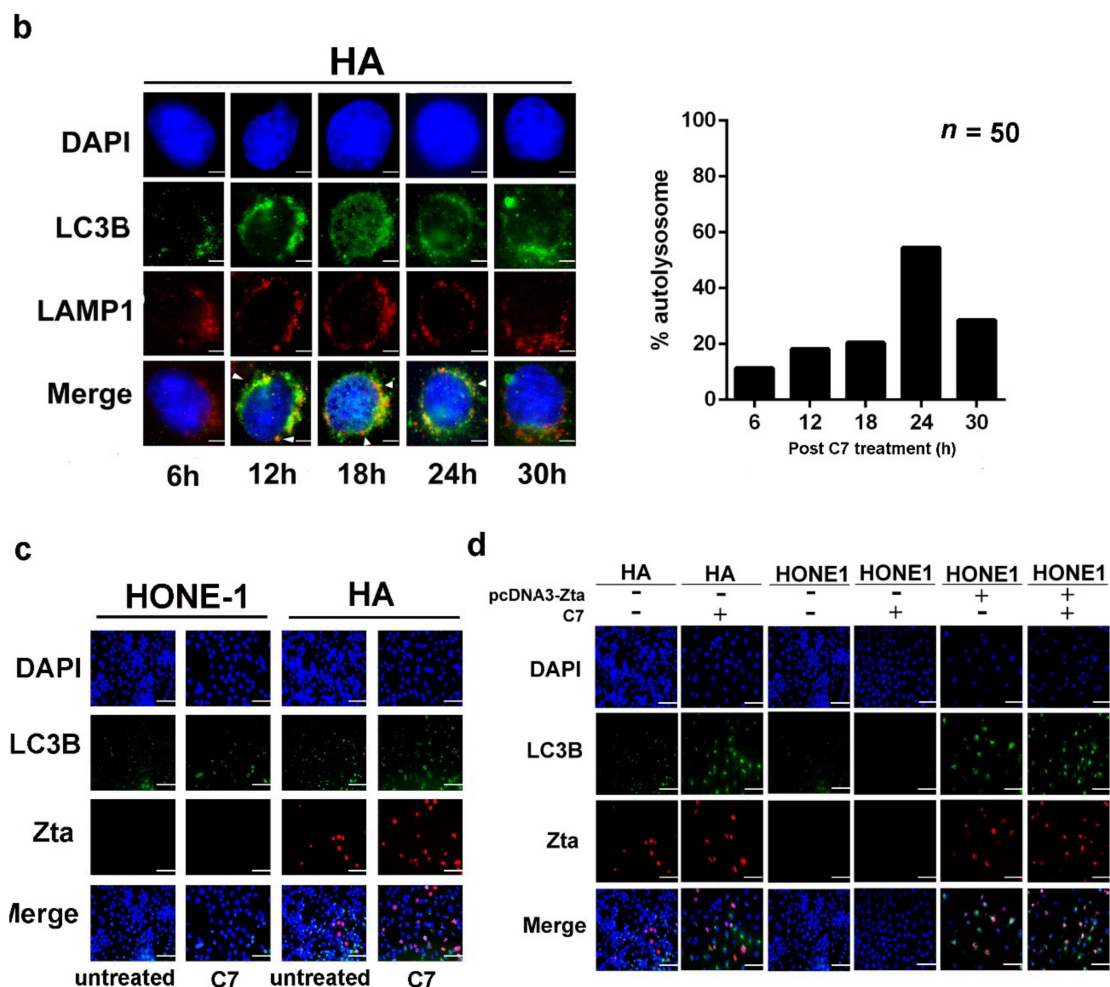 b
HA
DAPI
LC3B
LAMP1
Merge
6h 12h 18h 24h 30h
n = 50
% autolysosome
100
80
60
40
20
0
6 12 18 24 30
Post C7 treatment (h)
c
HONE-1 HA
DAPI
LC3B
Zta
Merge
untreated C7 untreated C7
d
HA HA HONE1 HONE1 HONE1 HONE1
pcDNA3-Zta - - - - + +
C7 - + - + - +
DAPI
LC3B
Zta
Merge